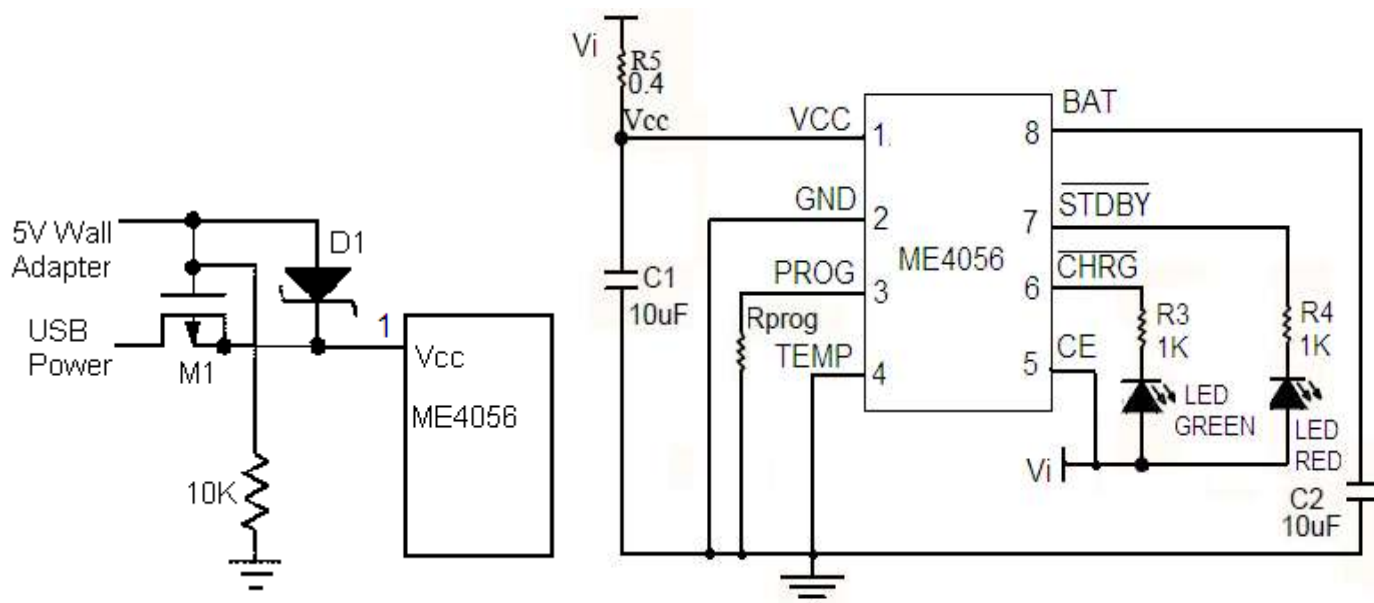 5V Wall
Adapter
D1
USB
Power
M1
1
Vcc
ME4056
10K
Vi
R5
0.4
Vcc
VCC
1
GND
2
PROG
3
Rprog
TEMP
4
C1
10uF
ME4056
BAT
8
STDBY
7
CHRG
6
CE
5
R3
1K
R4
1K
LED
GREEN
LED
RED
Vi
C2
10uF